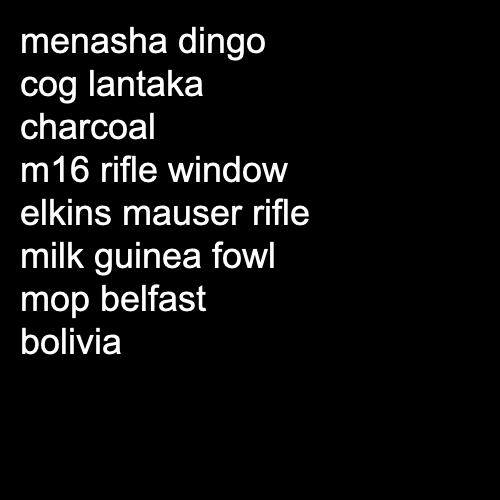 menasha dingo
cog lantaka
charcoal
m16 rifle window
elkins mauser rifle
milk guinea fowl
mop belfast
bolivia